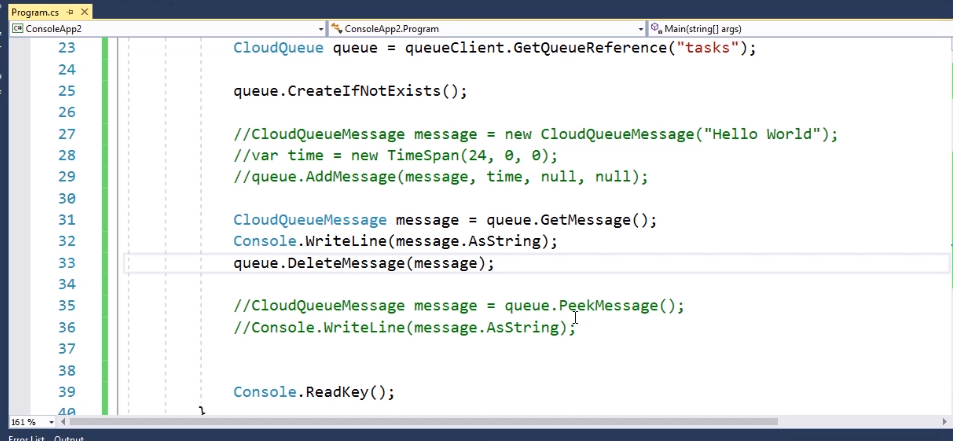 Program.cs
ConsoleApp2 ConsoleApp2.Program Main(string[] args)
23 CloudQueue queue = queueClient.GetQueueReference("tasks");
24
25 queue.CreateIfNotExists();
26
27 //CloudQueueMessage message = new CloudQueueMessage("Hello World");
28 //var time = new TimeSpan(24, 0, 0);
29 //queue.AddMessage(message, time, null, null);
30
31 CloudQueueMessage message = queue.GetMessage();
32 Console.WriteLine(message.AsString);
33 queue.DeleteMessage(message);
34
35 //CloudQueueMessage message = queue.PeekMessage();
36 //Console.WriteLine(message.AsString);
37
38
39 Console.ReadKey();
40 }
161 %
Error List Output